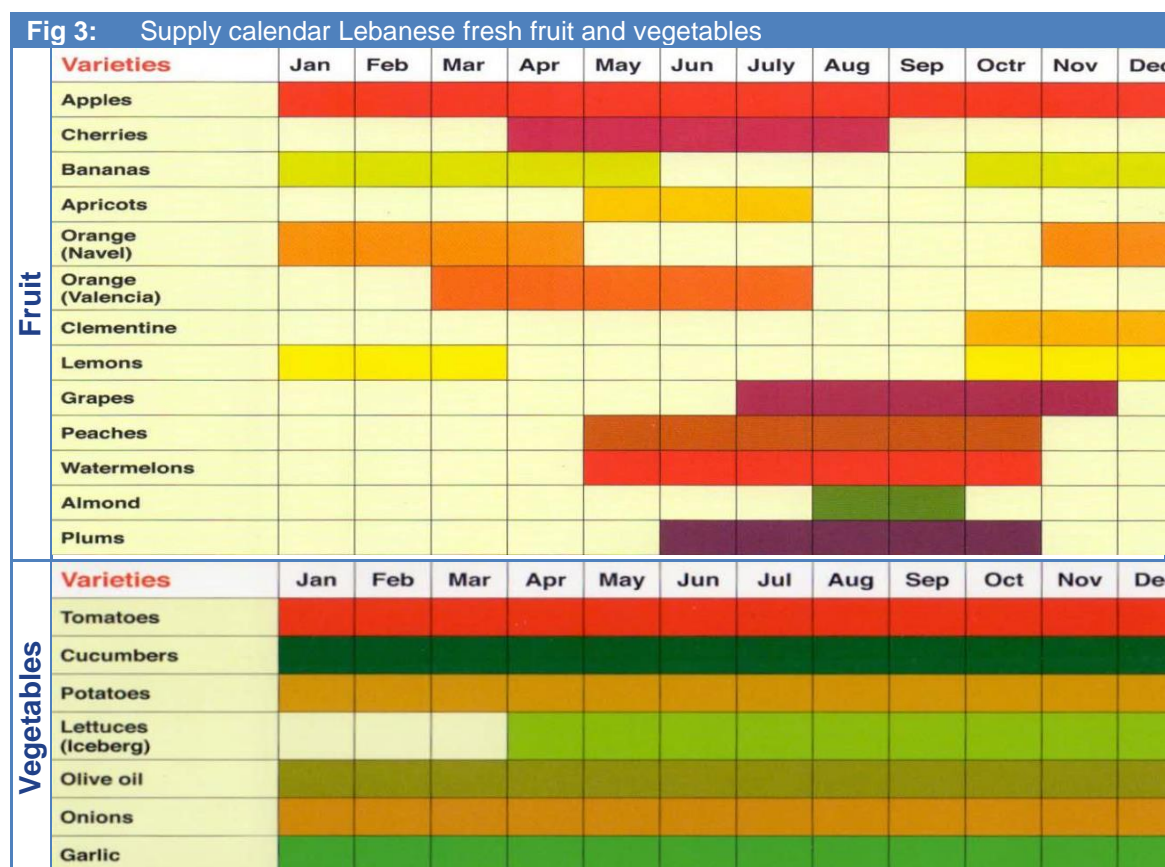 Fig 3: Supply calendar Lebanese fresh fruit and vegetables
Varieties Jan Feb Mar Apr May Jun July Aug Sep Octr Nov Dec
Apples
Cherries
Bananas
Apricots
Orange
(Navel)
Orange
(Valencia)
Clementine
Lemons
Grapes
Peaches
Watermelons
Almond
Plums
Fruit
Varieties Jan Feb Mar Apr May Jun Jul Aug Sep Oct Nov De
Tomatoes
Cucumbers
Potatoes
Lettuces
(Iceberg)
Olive oil
Onions
Garlic
Vegetables